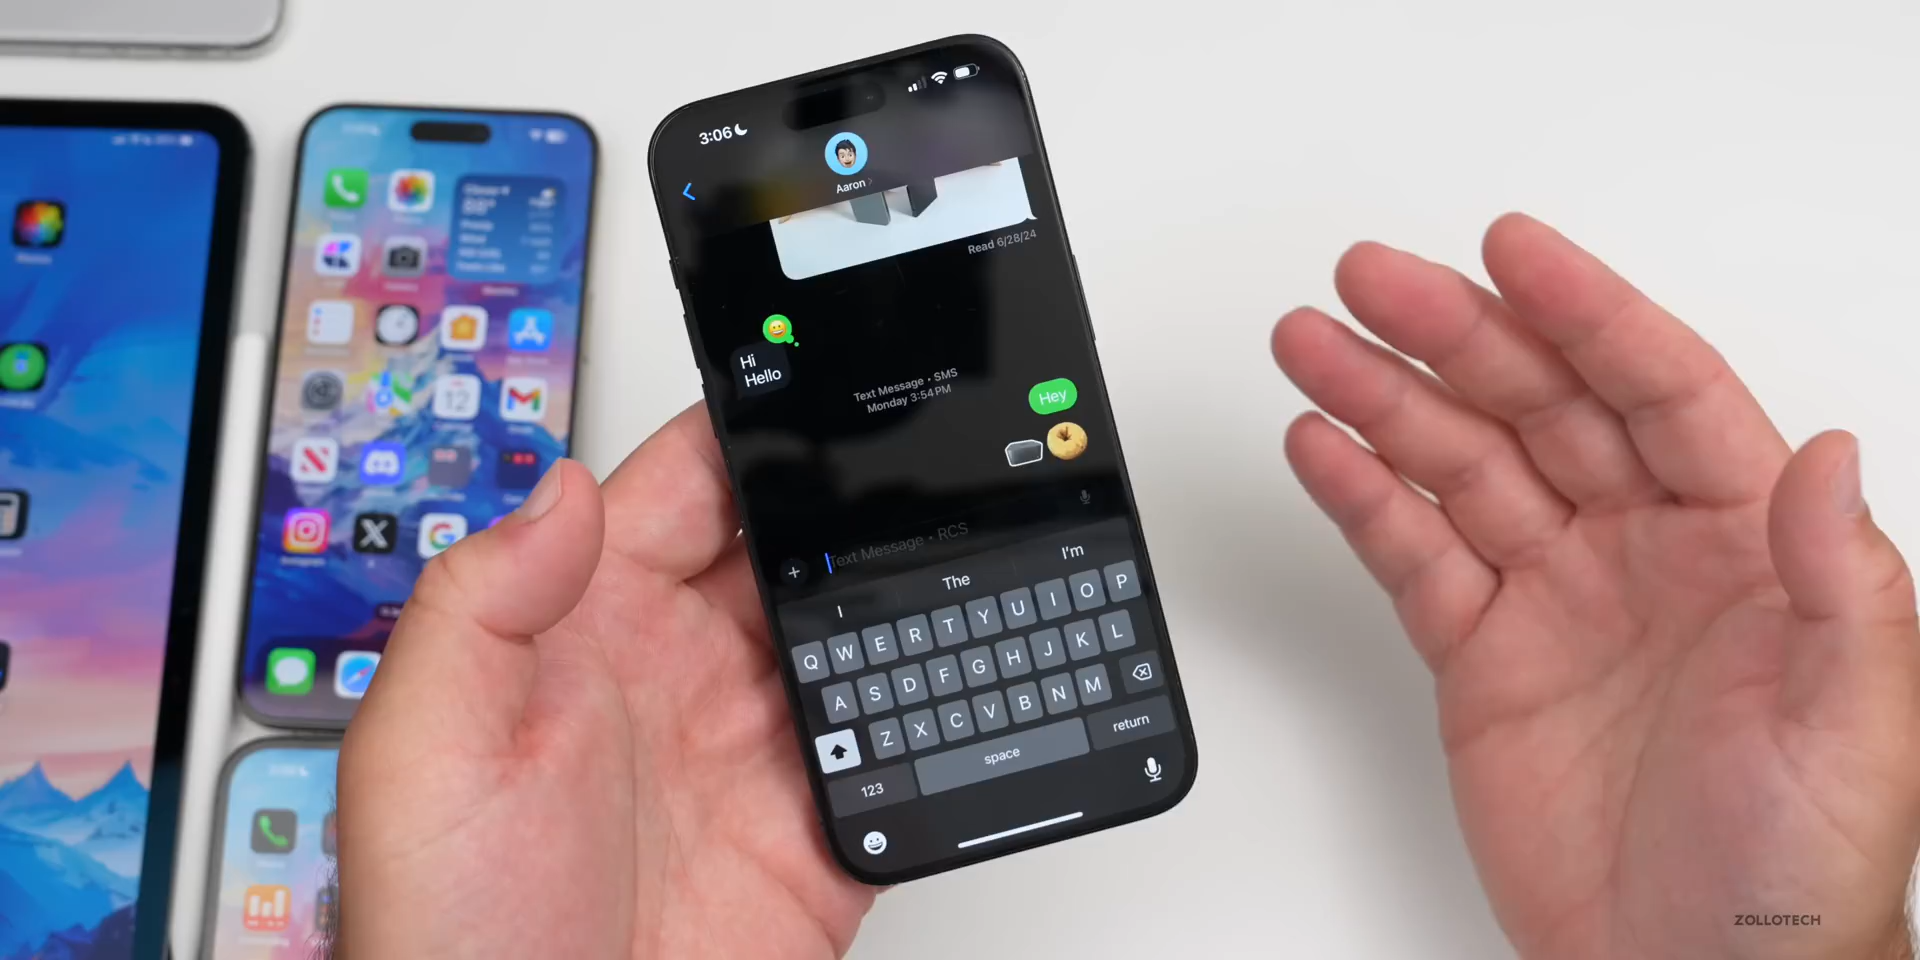 3:06
Aaron
Read 6/28/24
Hi
Hello
Text Message • SMS
Monday 3:54 PM
Hey
Text Message • RCS
I
The
I'm
Q W E R T Y U I O P
A S D F G H J K L
Z X C V B N M
123
space
return
12
ZOLLOTECH